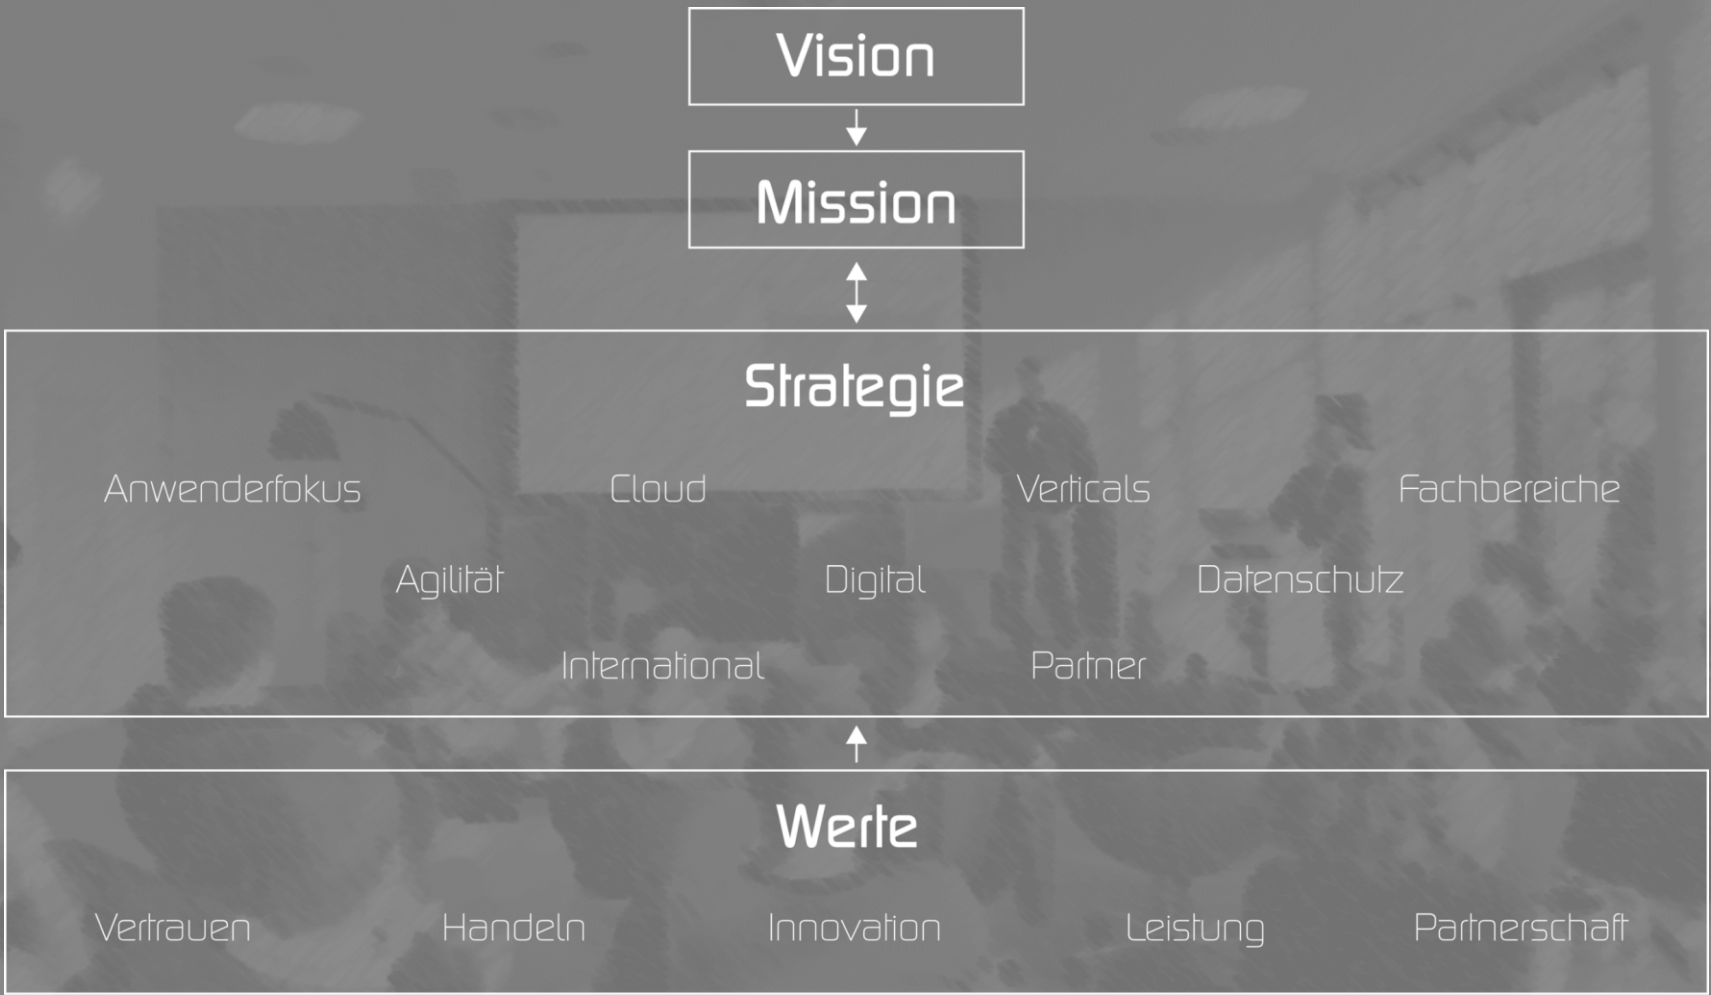 Vision
Mission
Strategie
Anwenderfokus Cloud Verticals Fachbereiche
Agilität Digital Datenschutz
International Partner
Werte
Vertrauen Handeln Innovation Leistung Partnerschaft